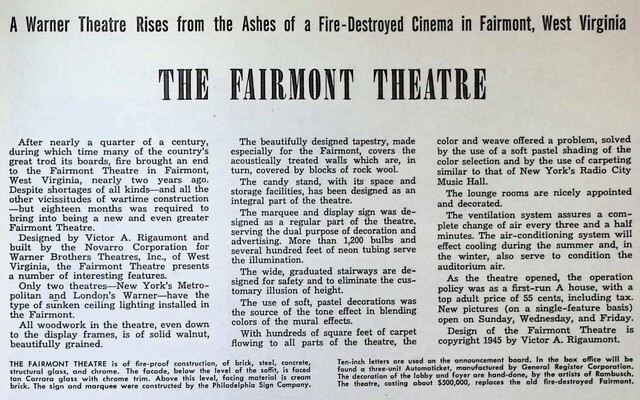 A Warner Theatre Rises from the Ashes of a Fire-Destroyed Cinema in Fairmont, West Virginia
THE FAIRMONT THEATRE
After nearly a quarter of a century,
during which time many of the country's
great trod its boards, fire brought an end
to the Fairmont Theatre in Fairmont,
West Virginia, nearly two years ago.
Despite shortages of all kinds—and all the
other vicissitudes of wartime construction
—but eighteen months was required to
bring into being a new and even greater
Fairmont Theatre.
Designed by Victor A. Rigaumont and
built by the Navarro Corporation for
Warner Brothers Theatres, Inc., of West
Virginia, the Fairmont Theatre presents
a number of interesting features.
Only two theatres—New York's Metro-
politan and London's Warner—have the
type of sunken ceiling lighting installed in
the Fairmont.
All woodwork in the theatre, even down
to the display frames, is of solid walnut,
beautifully grained.
The beautifully designed tapestry, made
especially for the Fairmont, covers the
acoustically treated walls which are, in
turn, covered by blocks of rock wool.
The candy stand, with its space and
storage facilities, has been designed as an
integral part of the theatre.
The marquee and display sign was de-
signed as a regular part of the theatre,
serving the dual purpose of decoration and
advertising. More than 1,200 bulbs and
several hundred feet of neon tubing serve
the illumination.
The wide, graduated stairways are de-
signed for safety and to eliminate the cus-
tomary illusion of height.
The use of soft, pastel decorations was
the source of the tone effect in blending
colors of the mural effects.
With hundreds of square feet of carpet
flowing to all parts of the theatre, the
color and weave offered a problem, solved
by the use of a soft pastel shading of the
color selection and by the use of carpeting
similar to that of New York's Radio City
Music Hall.
The lounge rooms are nicely appointed
and decorated.
The ventilation system assures a com-
plete change of air every three and a half
minutes. The air-conditioning system will
effect cooling during the summer and, in
the winter, also serve to condition the
auditorium air.
As the theatre opened, the operation
policy was as a first-run A house, with a
top adult price of 55 cents, including tax.
New pictures (on a single-feature basis)
open on Sunday, Wednesday, and Friday.
Design of the Fairmont Theatre is
copyright 1945 by Victor A. Rigaumont.
THE FAIRMONT THEATRE is of fire-proof construction, of brick, steel, concrete,
structural glass, and chrome. The facade, below the level of the soffit, is faced
tan Carrara glass with chrome trim. Above this level, facing material is cream
brick. The sign and marquee were constructed by the Philadelphia Sign Company.
Ten-inch letters are used on the announcement board. In the box office will be
found a three-unit Automaticket, manufactured by General Register Corporation.
The decoration of the lobby and foyer are hand-done, by the artists of Rambusch.
The theatre, costing about $500,000, replaces the old fire-destroyed Fairmont.